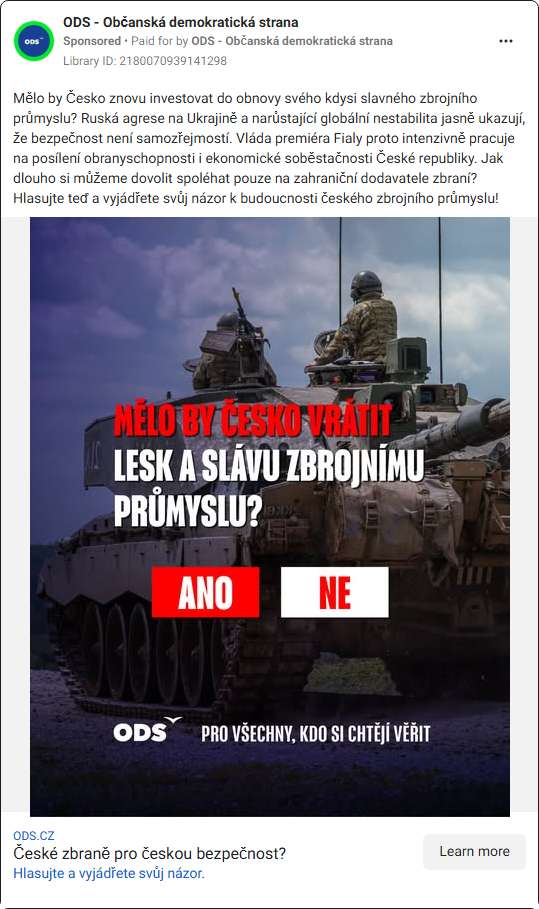 ODS - Občanská demokratická strana
Sponsored • Paid for by ODS - Občanská demokratická strana
Library ID: 2180070939141298
Mělo by Česko znovu investovat do obnovy svého kdysi slavného zbrojního
průmyslu? Ruská agrese na Ukrajině a narůstající globální nestabilita jasně ukazují,
že bezpečnost není samozřejmostí. Vláda premiéra Fialy proto intenzivně pracuje
na posílení obranyschopnosti i ekonomické soběstačnosti České republiky. Jak
dlouho si můžeme dovolit spoléhat pouze na zahraniční dodavatele zbraní?
Hlasujte teď a vyjádřete svůj názor k budoucnosti českého zbrojního průmyslu!
MĚLO BY ČESKO VRÁTIT
LESK A SLÁVU ZBROJNÍMU
PRŮMYSLU?
ANO NE
ODS PRO VŠECHNY, KDO SI CHTĚJÍ VĚŘIT
ODS.CZ
České zbraně pro českou bezpečnost?
Hlasujte a vyjádřete svůj názor.
Learn more